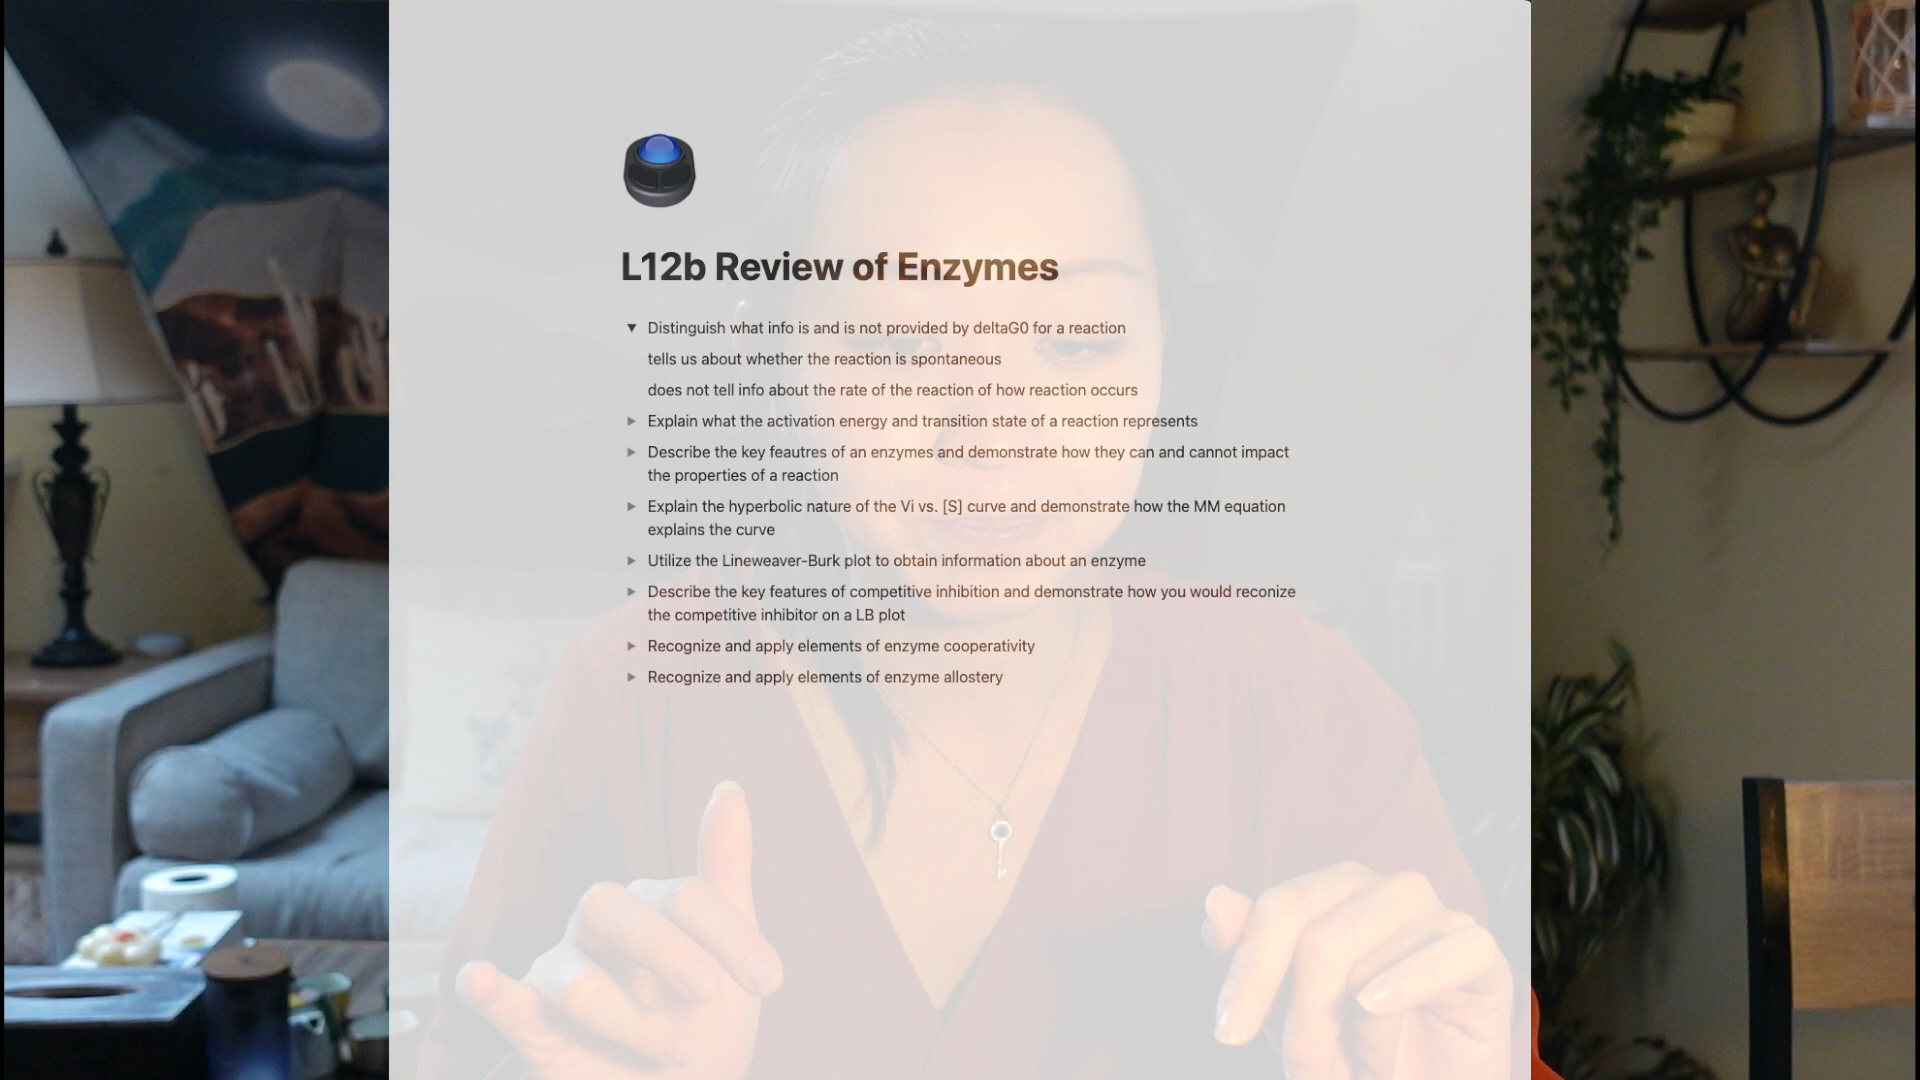 L12b Review of Enzymes
Distinguish what info is and is not provided by deltaG0 for a reaction
tells us about whether the reaction is spontaneous
does not tell info about the rate of the reaction of how reaction occurs
Explain what the activation energy and transition state of a reaction represents
Describe the key feautres of an enzymes and demonstrate how they can and cannot impact
the properties of a reaction
Explain the hyperbolic nature of the Vi vs. [S] curve and demonstrate how the MM equation
explains the curve
Utilize the Lineweaver-Burk plot to obtain information about an enzyme
Describe the key features of competitive inhibition and demonstrate how you would reconize
the competitive inhibitor on a LB plot
Recognize and apply elements of enzyme cooperativity
Recognize and apply elements of enzyme allostery